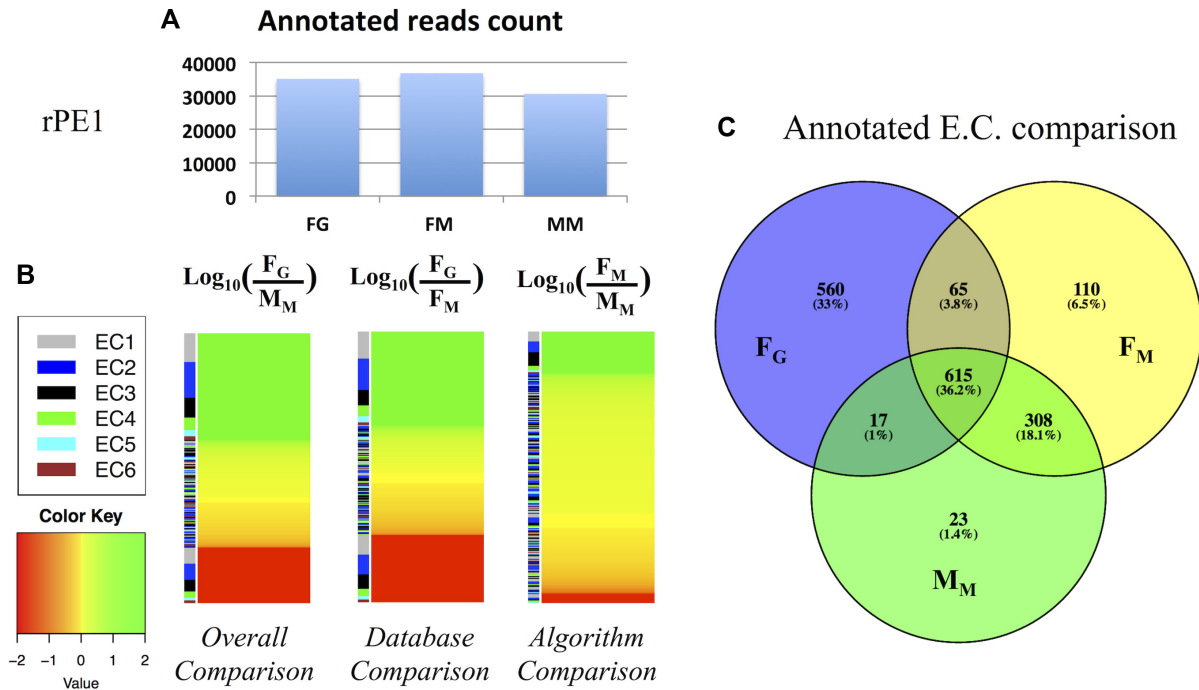 A Annotated reads count
rPE1
40000
30000
20000
10000
0
FG FM MM
B
Log10(FG/MM) Log10(FG/FM) Log10(FM/MM)
EC1
EC2
EC3
EC4
EC5
EC6
Color Key
−2 −1 0 1 2
Value
Overall Comparison
Database Comparison
Algorithm Comparison
C Annotated E.C. comparison
560
(33%)
65
(3.8%)
110
(6.5%)
FG
FM
615
(36.2%)
17
(1%)
308
(18.1%)
23
(1.4%)
MM